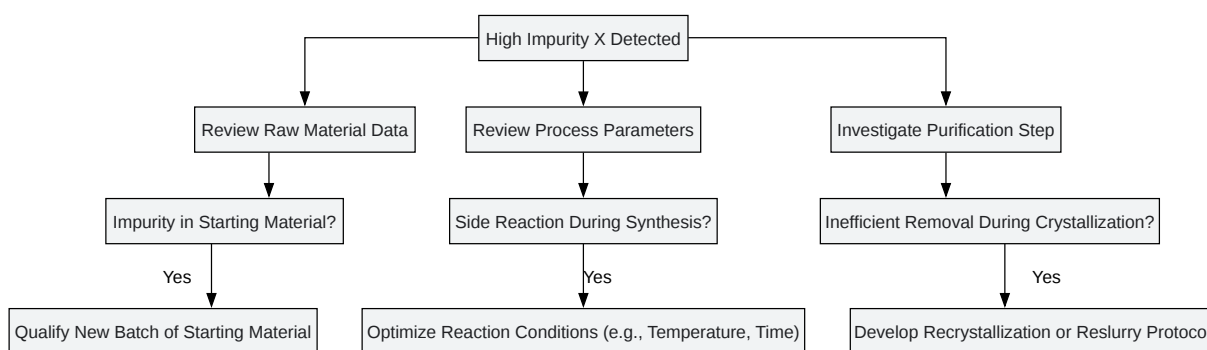 High Impurity X Detected
Review Raw Material Data
Review Process Parameters
Investigate Purification Step
Impurity in Starting Material?
Side Reaction During Synthesis?
Inefficient Removal During Crystallization?
Yes
Yes
Yes
Qualify New Batch of Starting Material
Optimize Reaction Conditions (e.g., Temperature, Time)
Develop Recrystallization or Reslurry Protoco